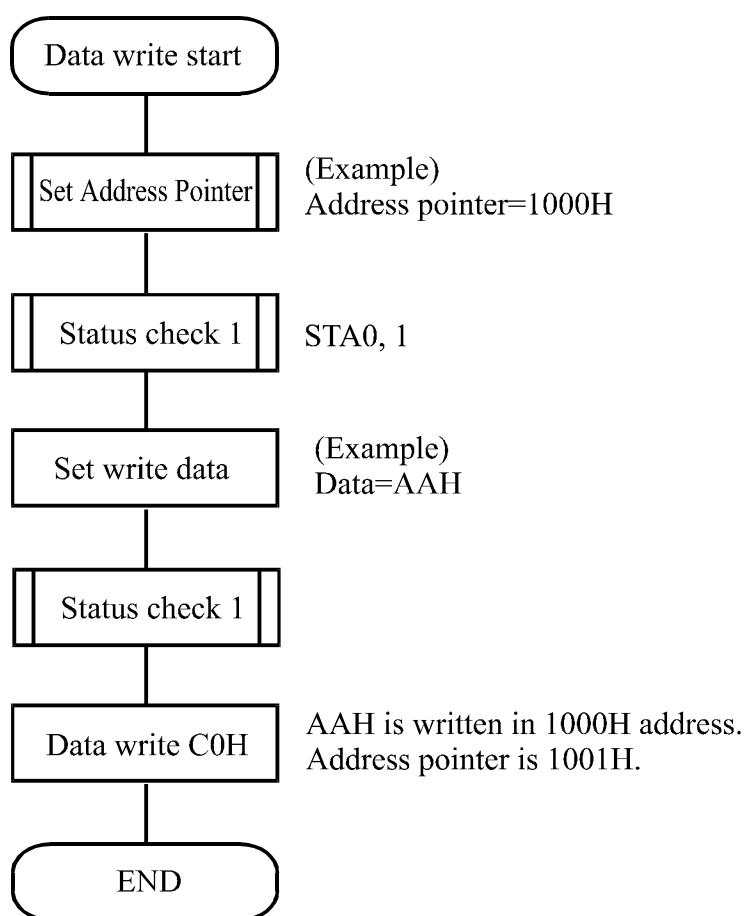 Data write start
Set Address Pointer
(Example)
Address pointer=1000H
Status check 1
STA0, 1
Set write data
(Example)
Data=AAH
Status check 1
Data write C0H
AAH is written in 1000H address.
Address pointer is 1001H.
END